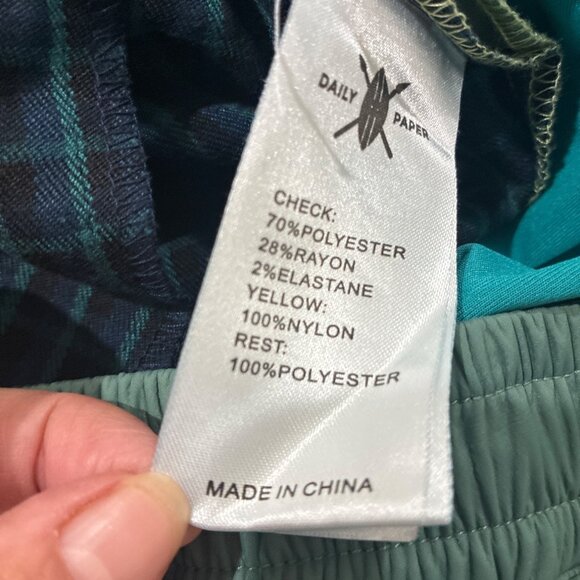 DAILY PAPER
CHECK:
70%POLYESTER
28%RAYON
2%ELASTANE
YELLOW:
100%NYLON
REST:
100%POLYESTER
MADE IN CHINA